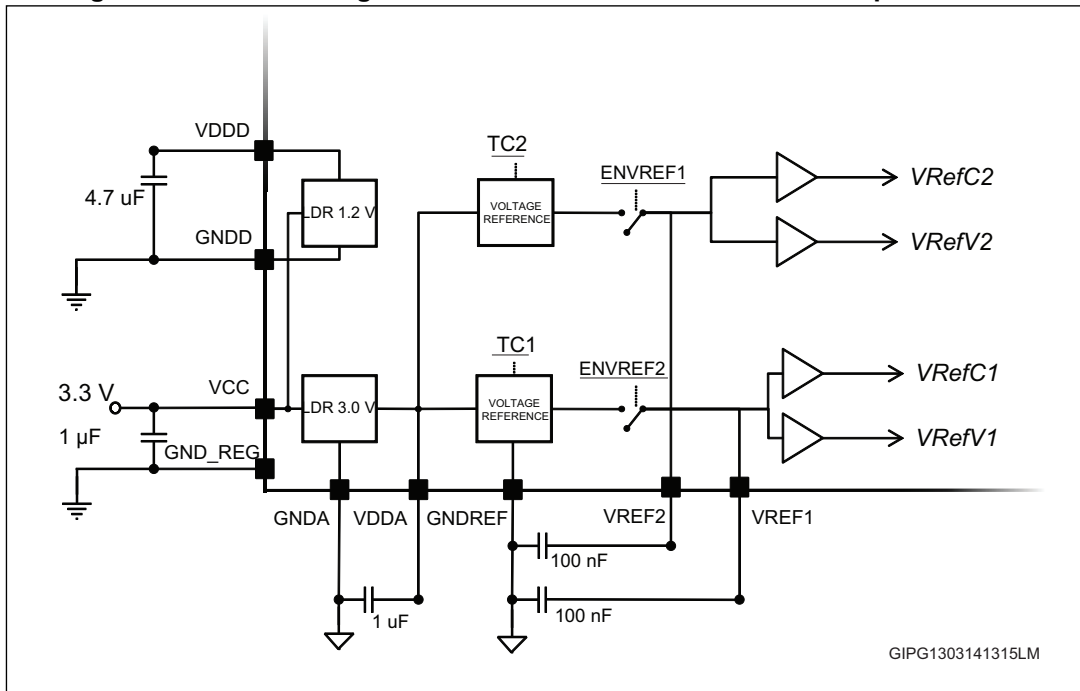 VDDD
4.7 uF
GNDD
LDR 1.2 V
TC2
VOLTAGE
REFERENCE
ENVREF1
VRefC2
VRefV2
3.3 V
1 µF
VCC
GND_REG
LDR 3.0 V
TC1
VOLTAGE
REFERENCE
ENVREF2
VRefC1
VRefV1
GNDA
VDDA
GNDREF
VREF2
VREF1
100 nF
100 nF
1 uF
GIPG1303141315LM